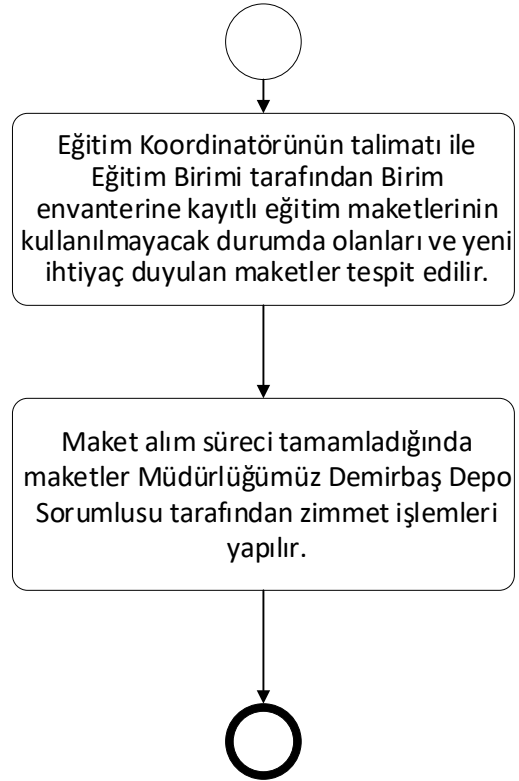 Eğitim Koordinatörünün talimatı ile
Eğitim Birimi tarafından Birim
envanterine kayıtlı eğitim maketlerinin
kullanılmayacak durumda olanları ve yeni
ihtiyaç duyulan maketler tespit edilir.
Maket alım süreci tamamladığında
maketler Müdürlüğümüz Demirbaş Depo
Sorumlusu tarafından zimmet işlemleri
yapılır.